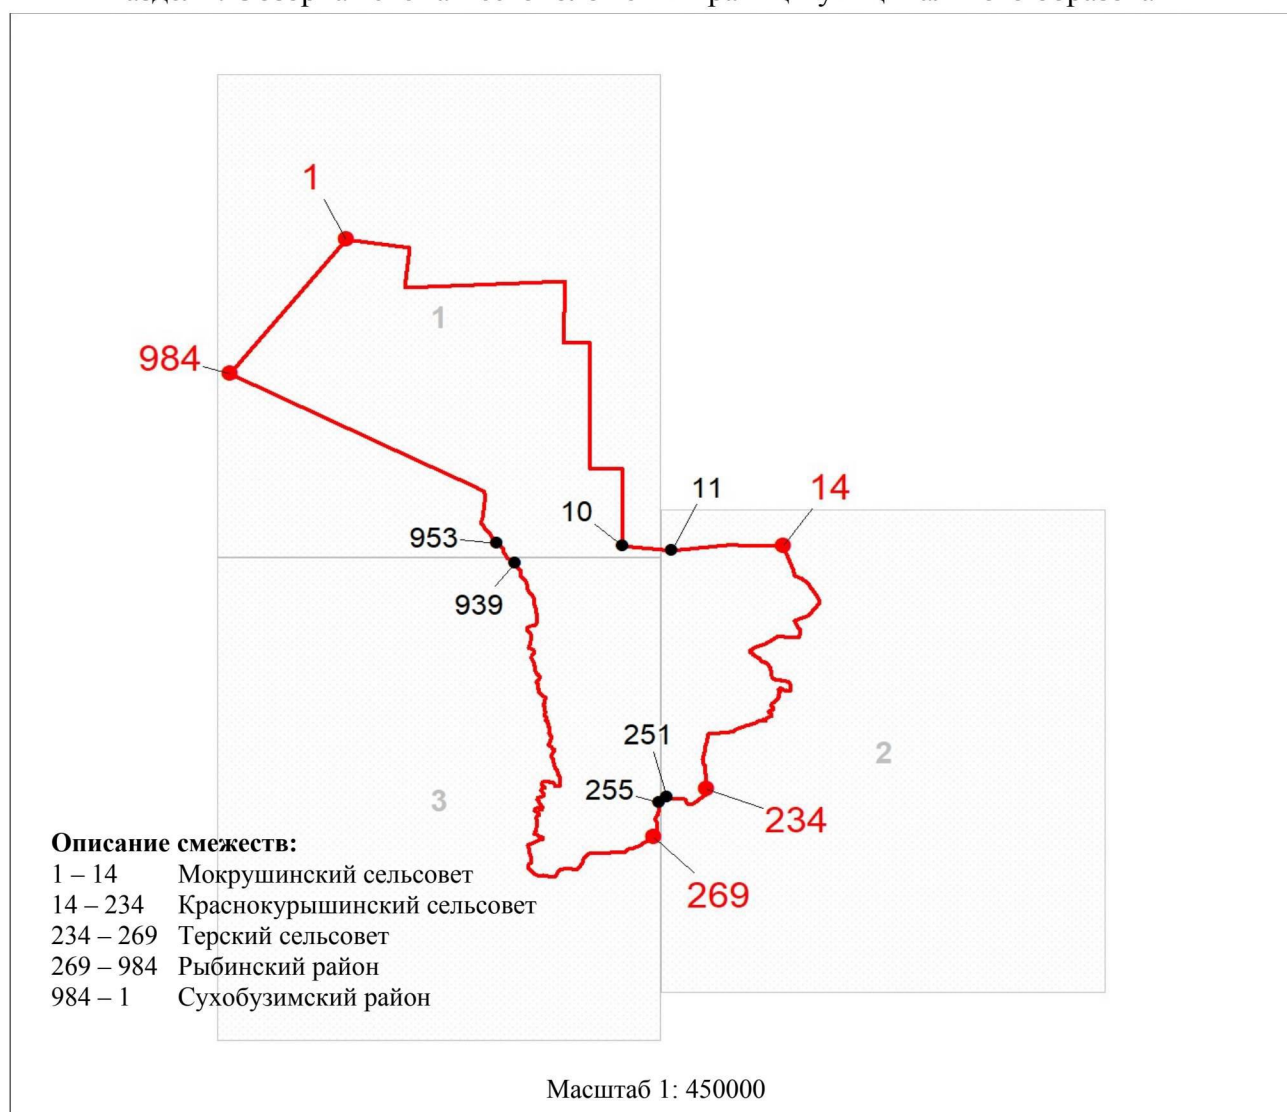 1
1
984
10
11
14
953
939
251
2
255
3
234
269
Описание смежеств:
1 – 14 Мокрушинский сельсовет
14 – 234 Краснокурышинский сельсовет
234 – 269 Терский сельсовет
269 – 984 Рыбинский район
984 – 1 Сухобузимский район
Масштаб 1: 450000